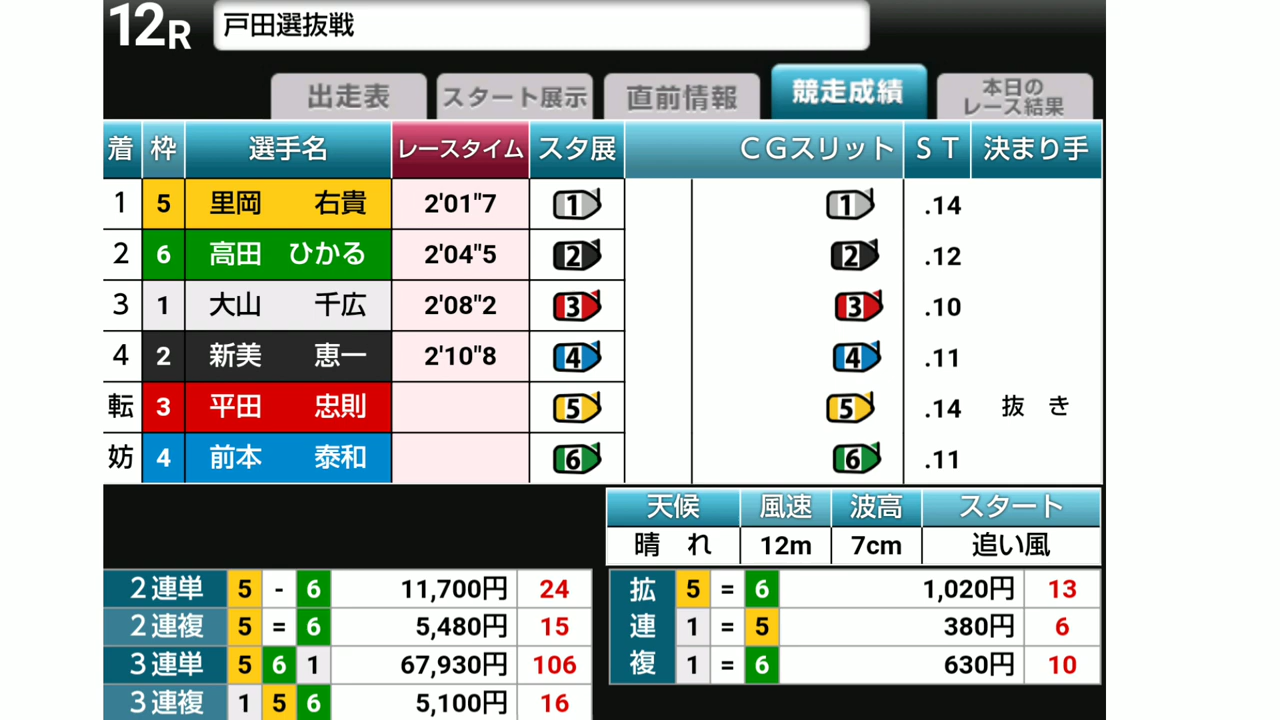 12R 戸田選抜戦
出走表 スタート展示 直前情報 競走成績 本日の
レース結果
着 枠 選手名 レースタイム スタ展 CGスリット ST 決まり手
1 5 里岡 右貴 2'01"7 1 1 .14
2 6 高田 ひかる 2'04"5 2 2 .12
3 1 大山 千広 2'08"2 3 3 .10
4 2 新美 恵一 2'10"8 4 4 .11
転 3 平田 忠則 5 5 .14 抜 き
妨 4 前本 泰和 6 6 .11
天候 風速 波高 スタート
晴 れ 12m 7cm 追い風
2連単 5 - 6 11,700円 24
2連複 5 = 6 5,480円 15
3連単 5 6 1 67,930円 106
3連複 1 5 6 5,100円 16
拡 5 = 6 1,020円 13
連 1 = 5 380円 6
複 1 = 6 630円 10